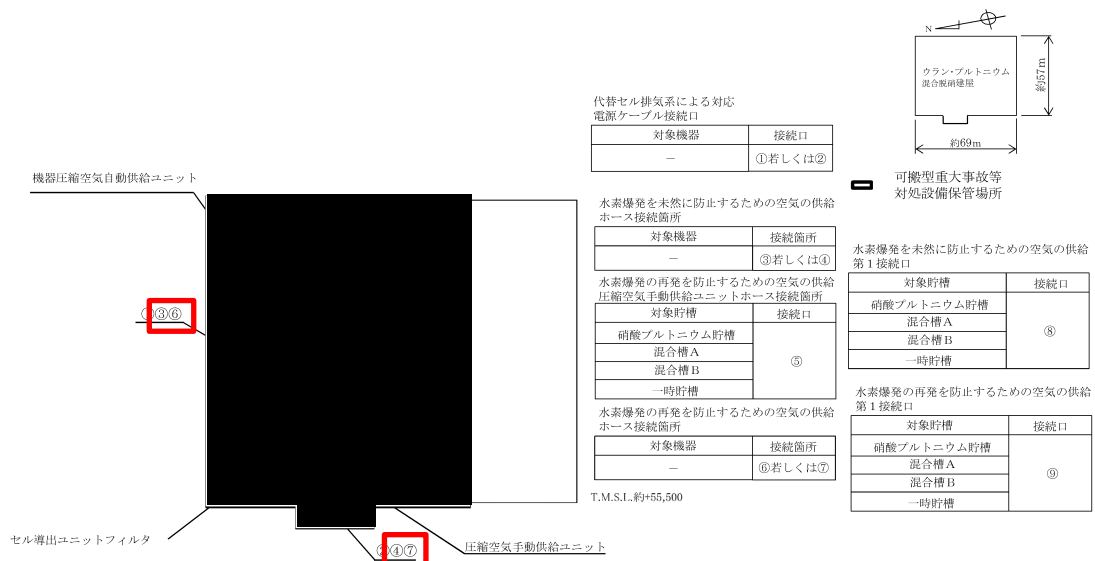 機器圧縮空気自動供給ユニット
①③⑥
セル導出ユニットフィルタ
②④⑦
圧縮空気手動供給ユニット
代替セル排気系による対応
電源ケーブル接続口
対象機器 接続口
－ ①若しくは②
水素爆発を未然に防止するための空気の供給
ホース接続箇所
対象機器 接続箇所
－ ③若しくは④
水素爆発の再発を防止するための空気の供給
圧縮空気手動供給ユニットホース接続箇所
対象貯槽 接続口
硝酸プルトニウム貯槽
混合槽A
混合槽B
一時貯槽
⑤
水素爆発の再発を防止するための空気の供給
ホース接続箇所
対象機器 接続箇所
－ ⑥若しくは⑦
T.M.S.L.約+55,500
N
ウラン・プルトニウム
混合脱硝建屋
約57m
約69m
可搬型重大事故等
対処設備保管場所
水素爆発を未然に防止するための空気の供給
第１接続口
対象貯槽 接続口
硝酸プルトニウム貯槽
混合槽A
混合槽B
一時貯槽
⑧
水素爆発の再発を防止するための空気の供給
第１接続口
対象貯槽 接続口
硝酸プルトニウム貯槽
混合槽A
混合槽B
一時貯槽
⑨